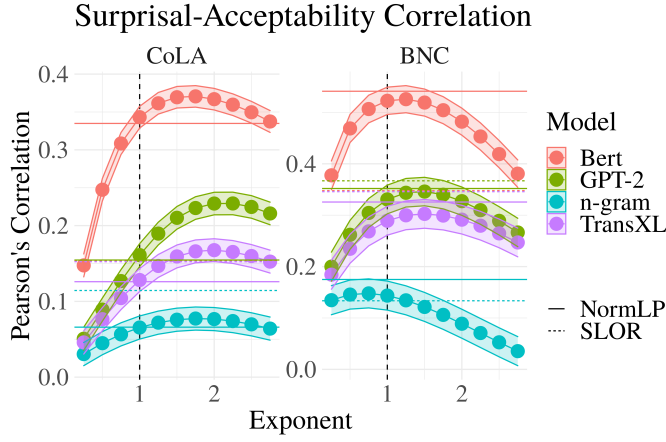 Surprisal-Acceptability Correlation
CoLA
BNC
Pearson's Correlation
0.4
0.3
0.2
0.1
0.0
0.4
0.2
0.0
1
2
1
2
Exponent
Model
Bert
GPT-2
n-gram
TransXL
NormLP
SLOR